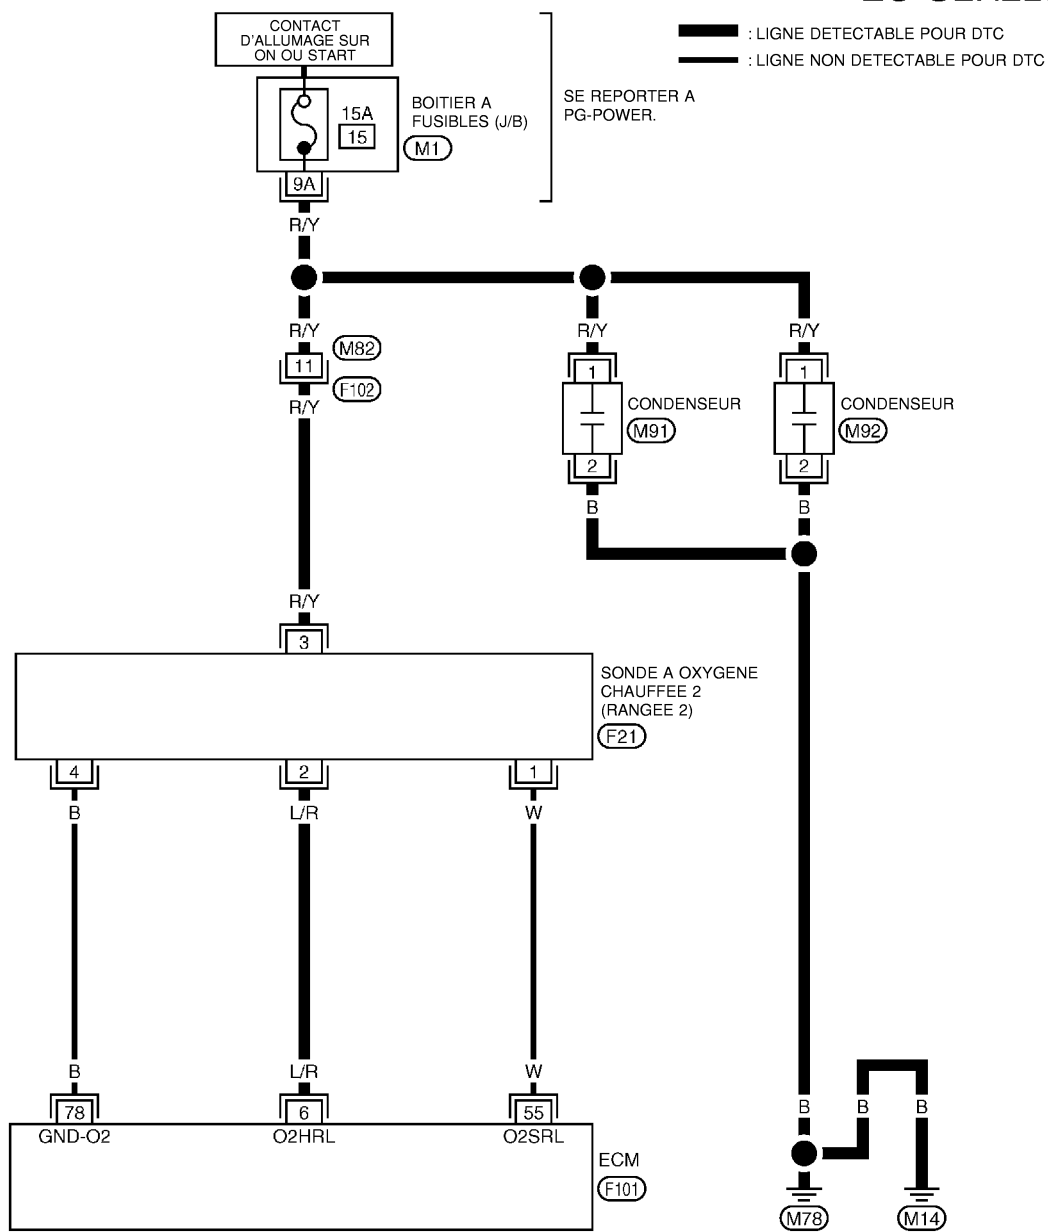 CONTACT
D'ALLUMAGE SUR
ON OU START
: LIGNE DETECTABLE POUR DTC
: LIGNE NON DETECTABLE POUR DTC
15A
15
BOITIER A
FUSIBLES (J/B)
M1
SE REPORTER A
PG-POWER.
9A
R/Y
R/Y
R/Y
R/Y
11
M82
F102
R/Y
1
1
CONDENSEUR
M91
CONDENSEUR
M92
2
2
B
B
R/Y
3
SONDE A OXYGENE
CHAUFFEE 2
(RANGEE 2)
F21
4
2
1
B
L/R
W
B
L/R
W
78
6
55
GND-O2
O2HRL
O2SRL
ECM
F101
B
B
B
M78
M14